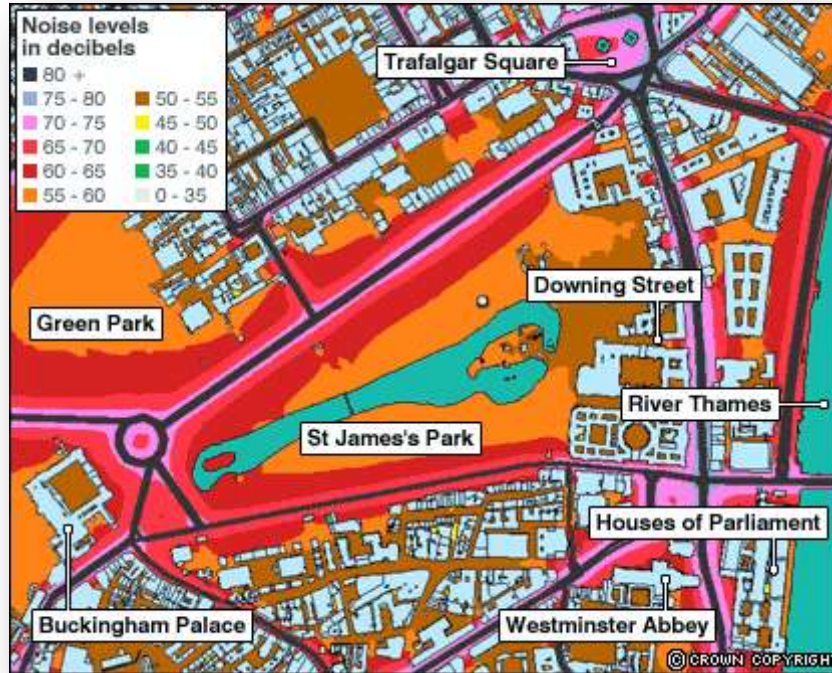 Noise levels
in decibels
80 +
75 - 80
70 - 75
65 - 70
60 - 65
55 - 60
50 - 55
45 - 50
40 - 45
35 - 40
0 - 35
Trafalgar Square
Downing Street
Green Park
River Thames
St James's Park
Houses of Parliament
Buckingham Palace
Westminster Abbey
© CROWN COPYRIGHT